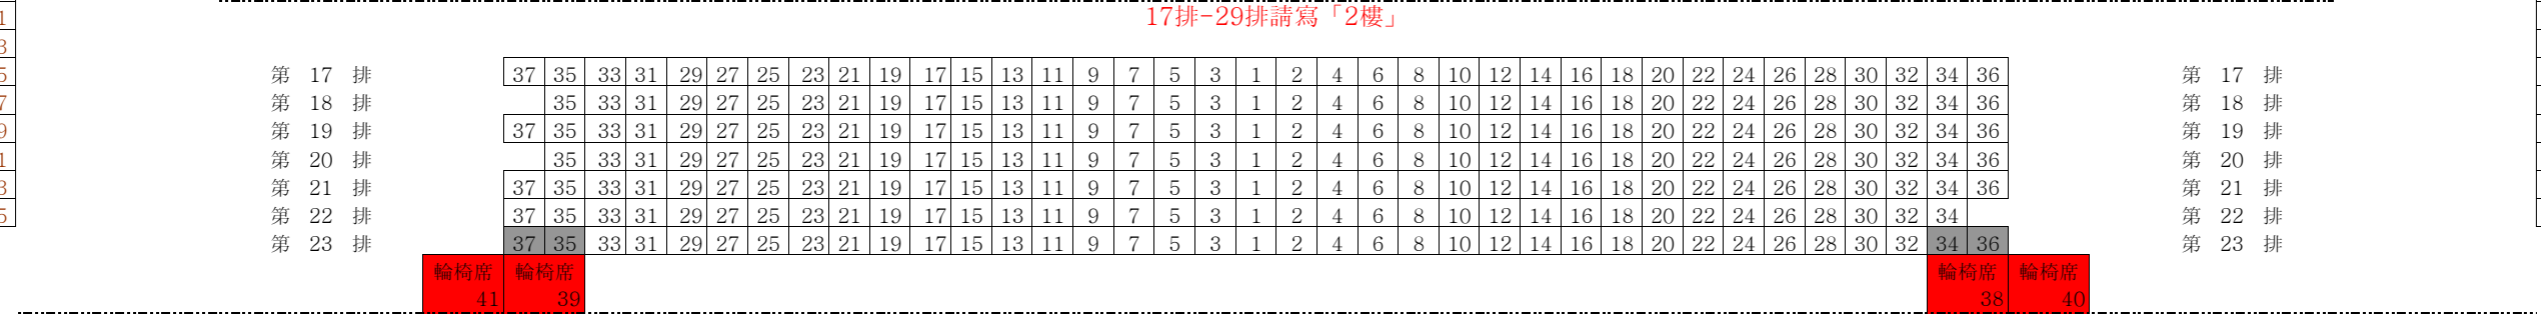 17排-29排請寫「2樓」
第 17 排 37 35 33 31 29 27 25 23 21 19 17 15 13 11 9 7 5 3 1 2 4 6 8 10 12 14 16 18 20 22 24 26 28 30 32 34 36 第 17 排
第 18 排 35 33 31 29 27 25 23 21 19 17 15 13 11 9 7 5 3 1 2 4 6 8 10 12 14 16 18 20 22 24 26 28 30 32 34 36 第 18 排
第 19 排 37 35 33 31 29 27 25 23 21 19 17 15 13 11 9 7 5 3 1 2 4 6 8 10 12 14 16 18 20 22 24 26 28 30 32 34 36 第 19 排
第 20 排 35 33 31 29 27 25 23 21 19 17 15 13 11 9 7 5 3 1 2 4 6 8 10 12 14 16 18 20 22 24 26 28 30 32 34 36 第 20 排
第 21 排 37 35 33 31 29 27 25 23 21 19 17 15 13 11 9 7 5 3 1 2 4 6 8 10 12 14 16 18 20 22 24 26 28 30 32 34 36 第 21 排
第 22 排 37 35 33 31 29 27 25 23 21 19 17 15 13 11 9 7 5 3 1 2 4 6 8 10 12 14 16 18 20 22 24 26 28 30 32 34 第 22 排
第 23 排 37 35 33 31 29 27 25 23 21 19 17 15 13 11 9 7 5 3 1 2 4 6 8 10 12 14 16 18 20 22 24 26 28 30 32 34 36 第 23 排
輪椅席 輪椅席 輪椅席 輪椅席
41 39 38 40